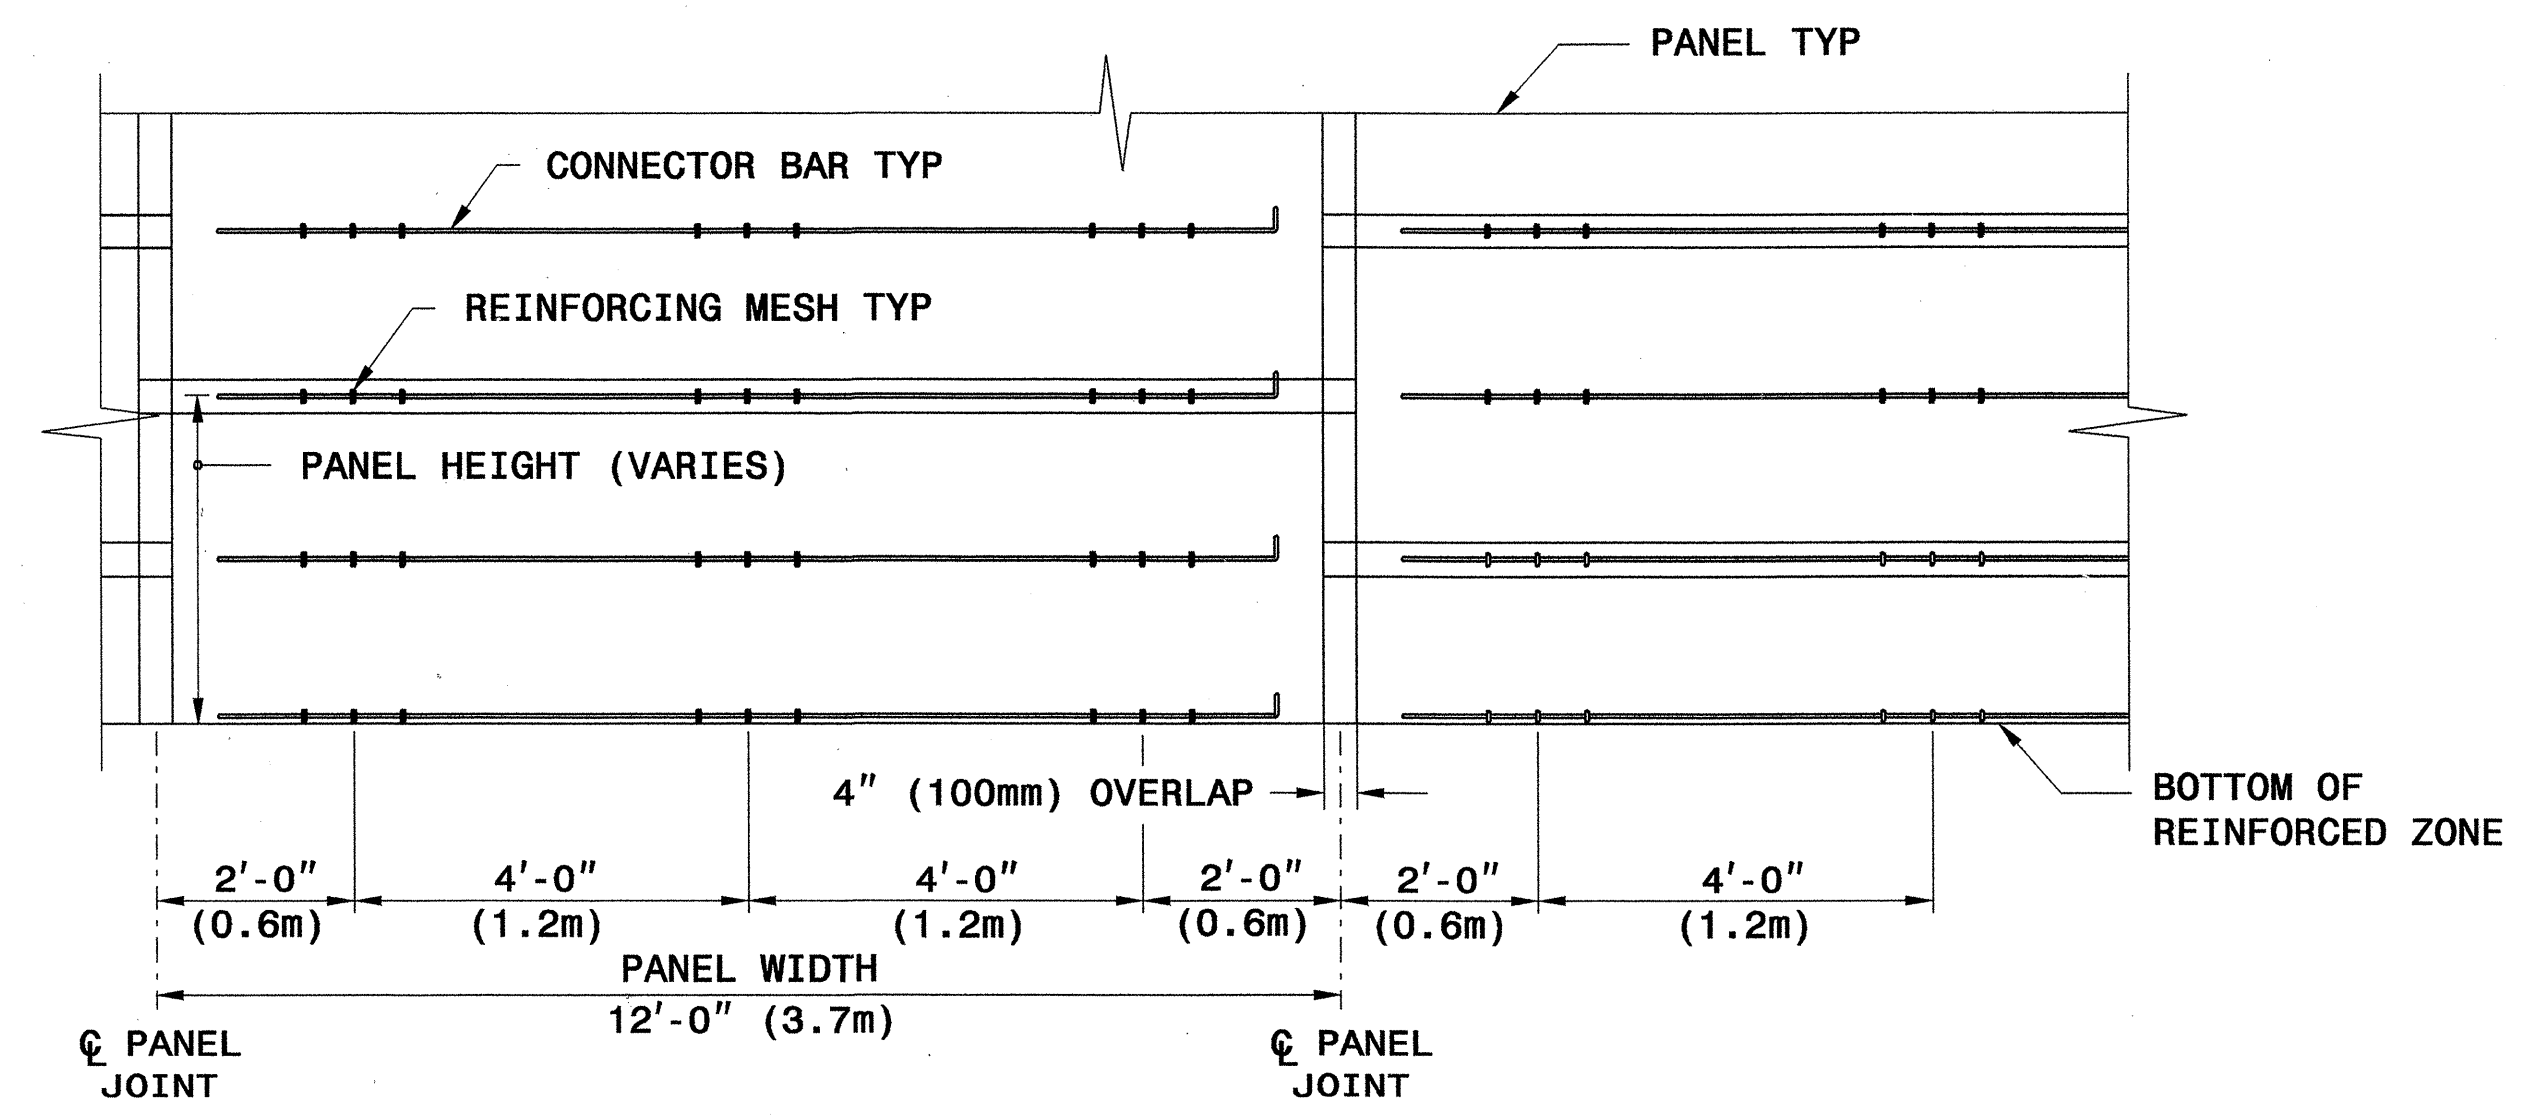 PANEL TYP
CONNECTOR BAR TYP
REINFORCING MESH TYP
PANEL HEIGHT (VARIES)
4" (100mm) OVERLAP
BOTTOM OF
REINFORCED ZONE
2'-0" 4'-0" 4'-0" 2'-0" 2'-0" 4'-0"
(0.6m) (1.2m) (1.2m) (0.6m) (0.6m) (1.2m)
PANEL WIDTH
12'-0" (3.7m)
℄ PANEL
JOINT
℄ PANEL
JOINT